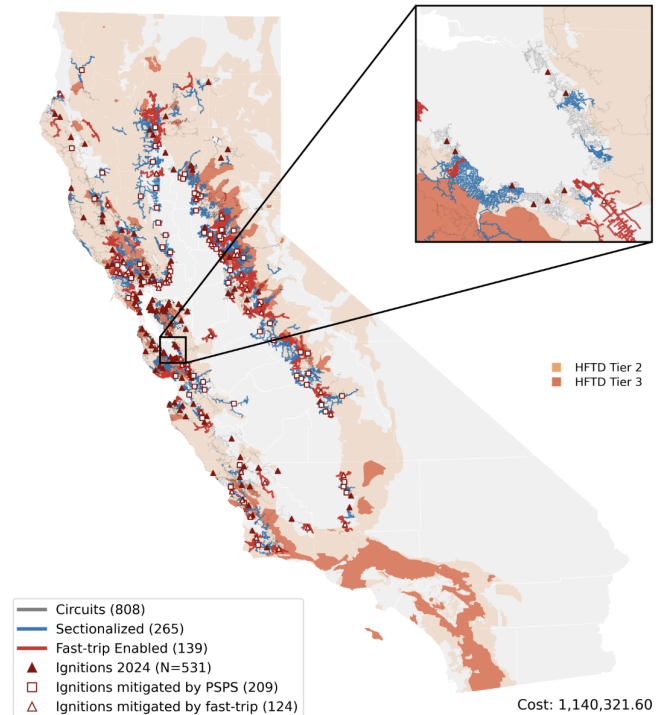 HFTD Tier 2
HFTD Tier 3
Circuits (808)
Sectionalized (265)
Fast-trip Enabled (139)
Ignitions 2024 (N=531)
Ignitions mitigated by PSPS (209)
Ignitions mitigated by fast-trip (124)
Cost: 1,140,321.60